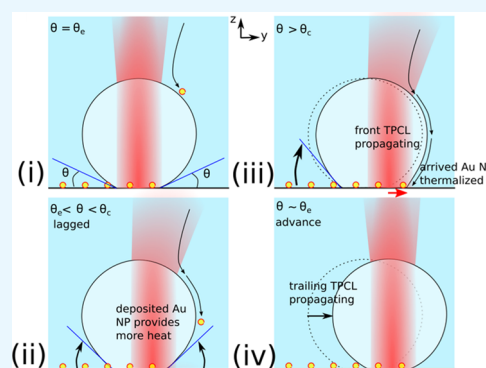 θ = θe
(i)
θ
θ
z
y
θ > θc
front TPCL
propagating
arrived Au N
thermalized
(iii)
θe< θ < θc
lagged
deposited Au
NP provides
more heat
(ii)
θ ~ θe
advance
trailing TPCL
propagating
(iv)